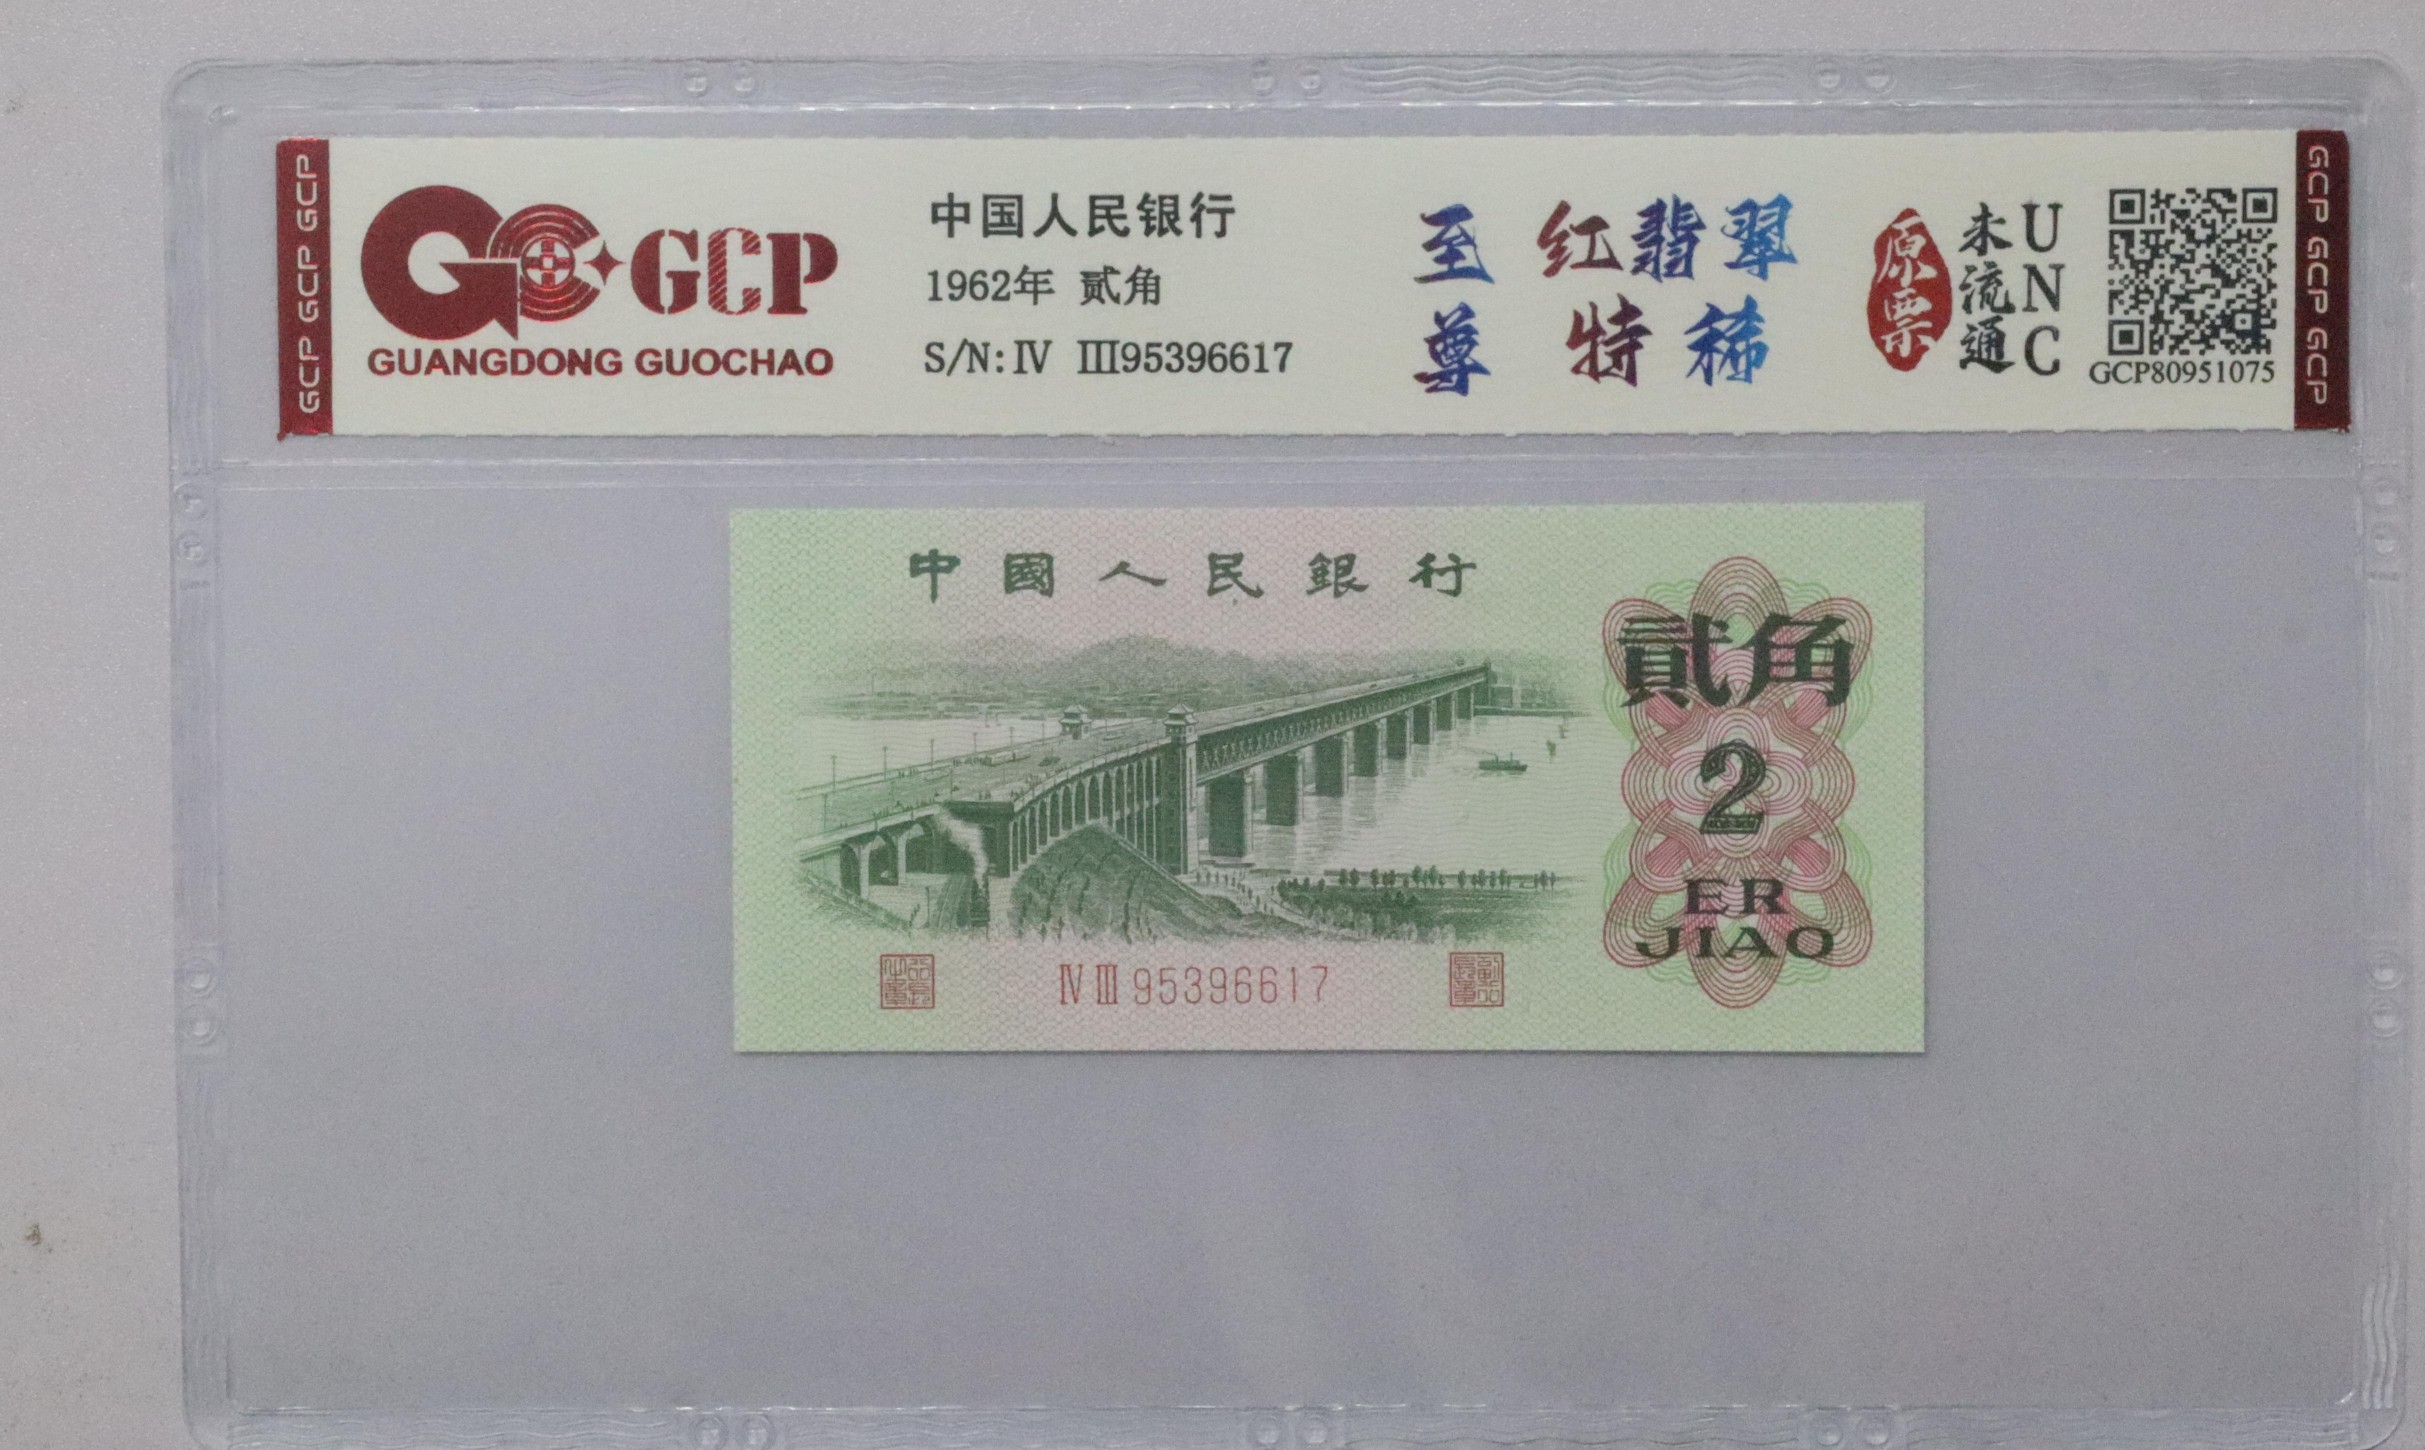 GCP GCP GCP
GCP
GUANGDONG GUOCHAO
中国人民银行
1962年 贰角
S/N:Ⅳ Ⅲ95396617
至尊
红翡翠
特稀
原票
未流通
UNC
GCP80951075
GCP GCP GCP
中國人民銀行
貳角
2
ER
JIAO
ⅣⅢ95396617